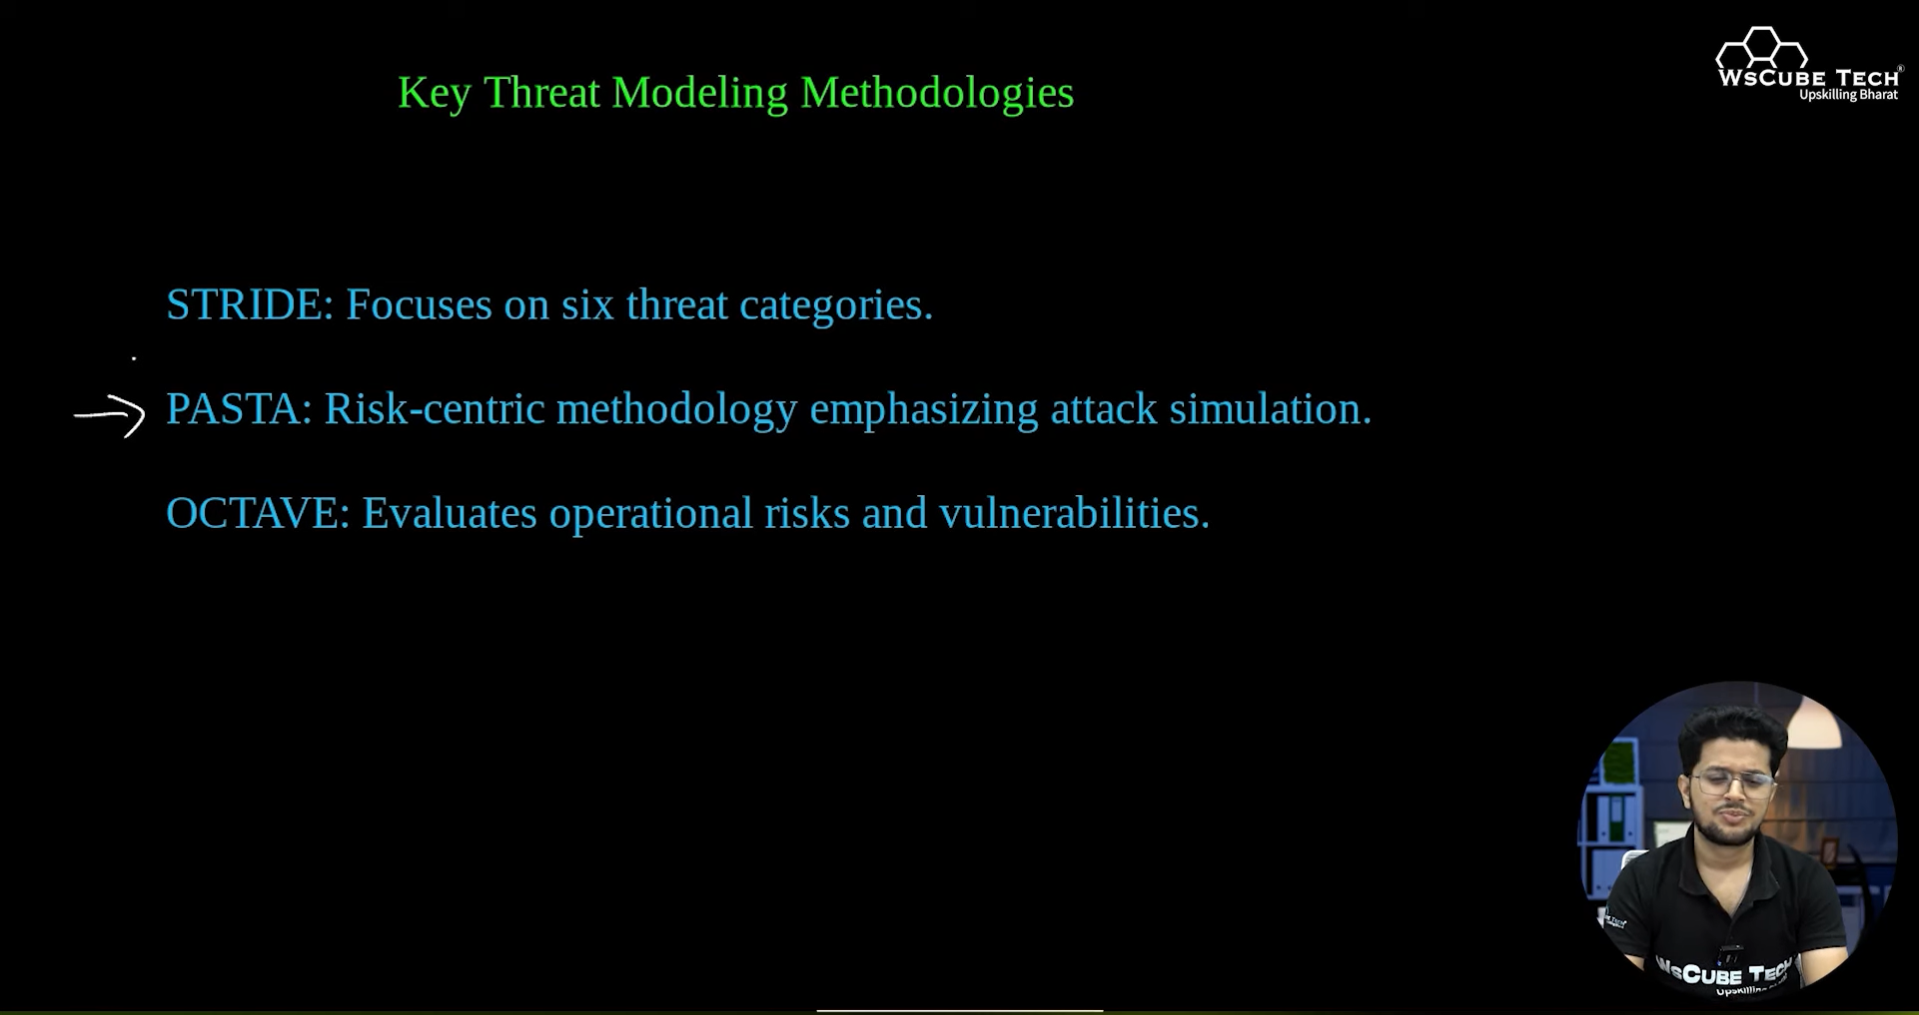 WsCube Tech®
Upskilling Bharat
Key Threat Modeling Methodologies
STRIDE: Focuses on six threat categories.
PASTA: Risk-centric methodology emphasizing attack simulation.
OCTAVE: Evaluates operational risks and vulnerabilities.
WsCube Tech